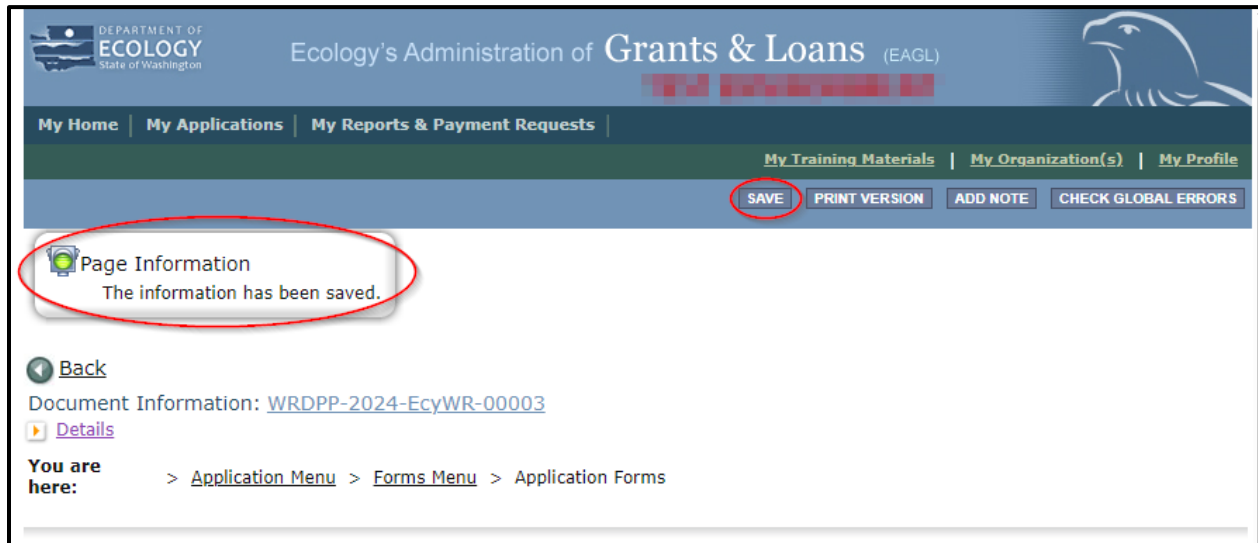 DEPARTMENT OF
ECOLOGY
State of Washington
Ecology's Administration of Grants & Loans (EAGL)
My Home | My Applications | My Reports & Payment Requests |
My Training Materials | My Organization(s) | My Profile
SAVE PRINT VERSION ADD NOTE CHECK GLOBAL ERRORS
Page Information
The information has been saved.
Back
Document Information: WRDPP-2024-EcyWR-00003
Details
You are here: > Application Menu > Forms Menu > Application Forms